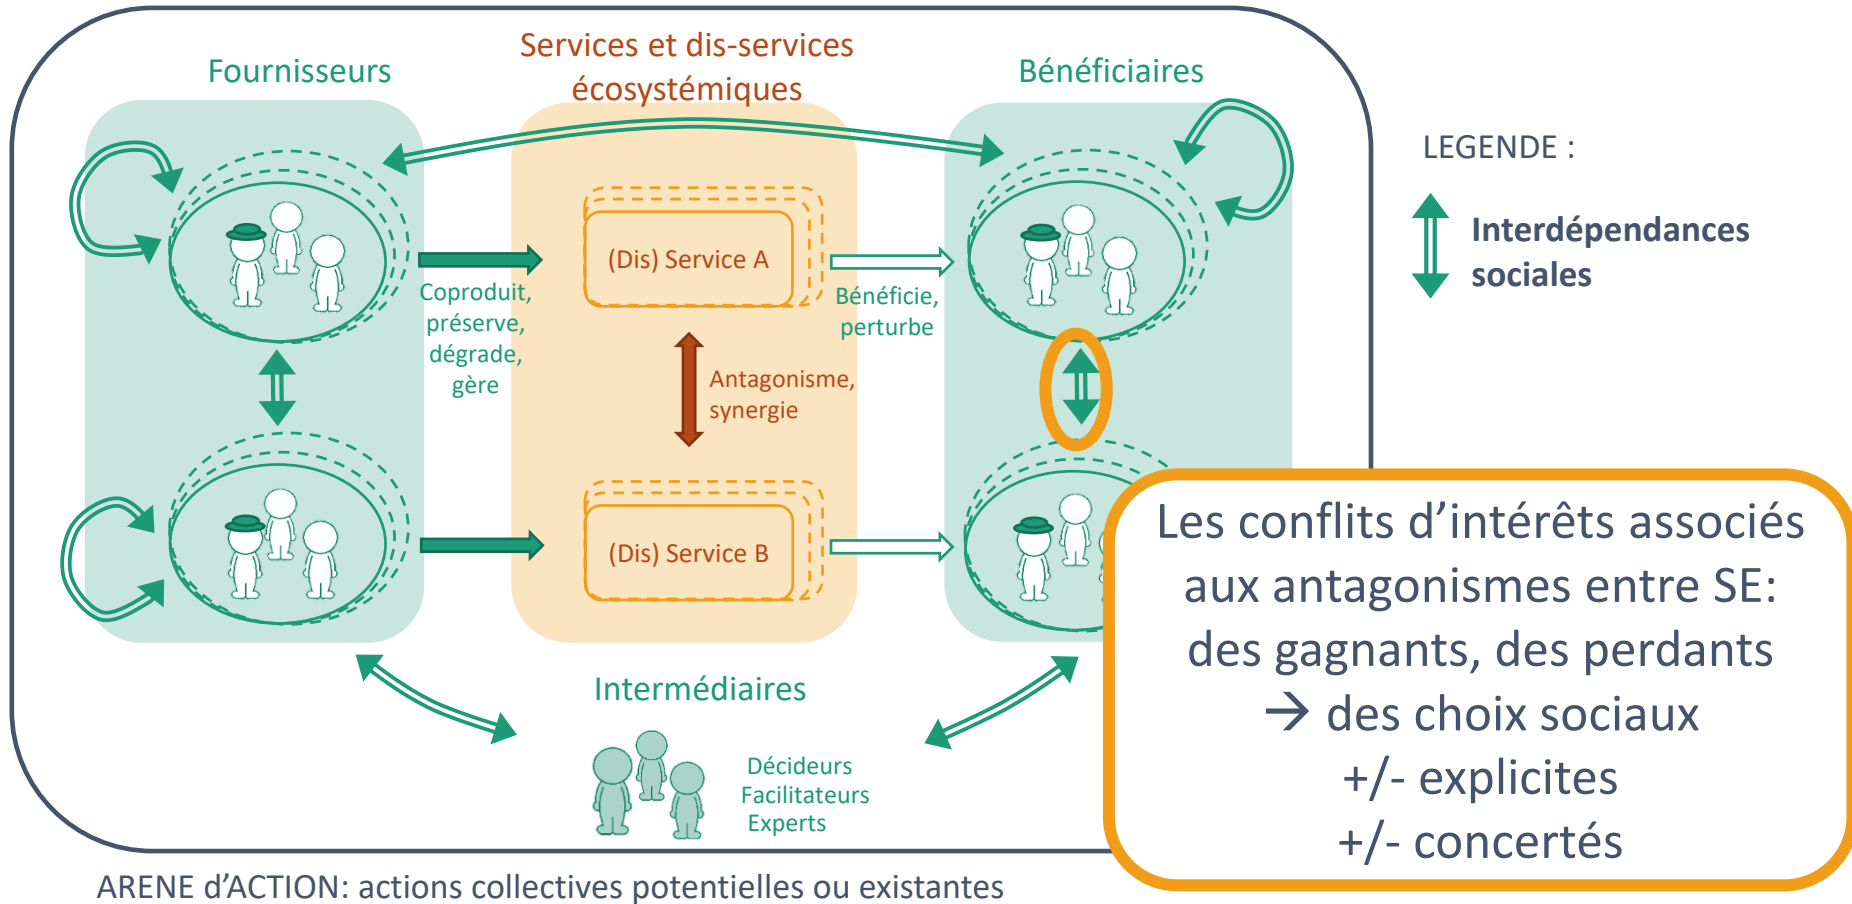 Fournisseurs
Services et dis-services
écosystémiques
Bénéficiaires
LEGENDE :
Interdépendances
sociales
(Dis) Service A
Coproduit,
préserve,
dégrade,
gère
Bénéficie,
perturbe
Antagonisme,
synergie
(Dis) Service B
Les conflits d’intérêts associés
aux antagonismes entre SE:
des gagnants, des perdants
→ des choix sociaux
+/- explicites
+/- concertés
Intermédiaires
Décideurs
Facilitateurs
Experts
ARENE d’ACTION: actions collectives potentielles ou existantes